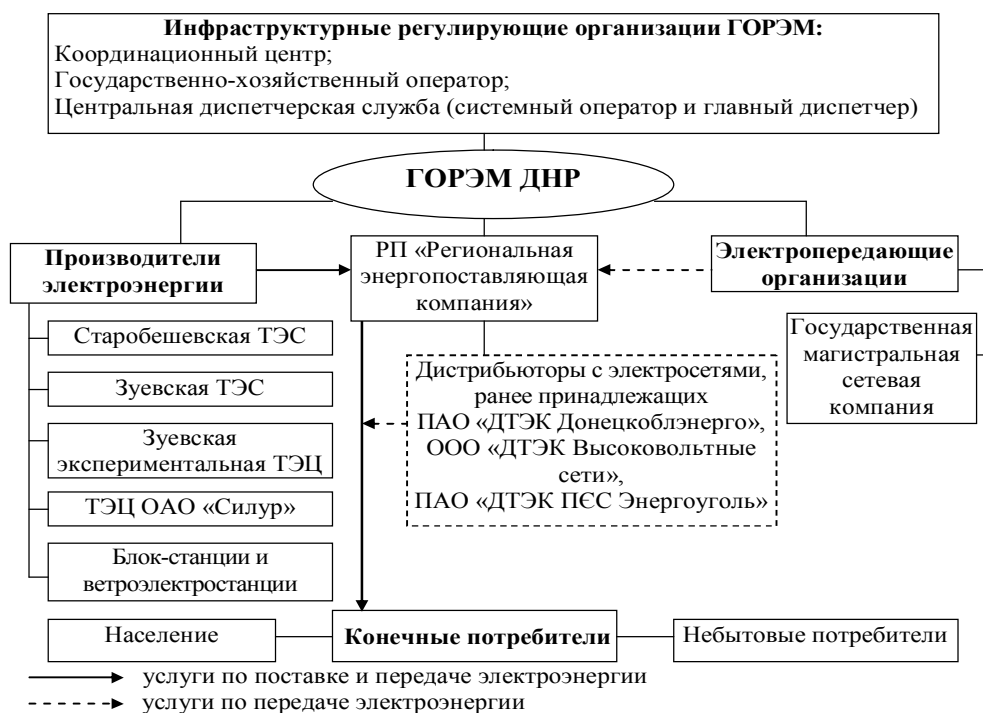 Инфраструктурные регулирующие организации ГОРЭМ:
Координационный центр;
Государственно-хозяйственный оператор;
Центральная диспетчерская служба (системный оператор и главный диспетчер)
ГОРЭМ ДНР
Производители
электроэнергии
РП «Региональная
энергопоставляющая
компания»
Электропередающие
организации
Старобешевская ТЭС
Зуевская ТЭС
Зуевская
экспериментальная ТЭЦ
ТЭЦ ОАО «Силур»
Блок-станции и
ветроэлектростанции
Дистрибьюторы с электросетями,
ранее принадлежащих
ПАО «ДТЭК Донецкоблэнерго»,
ООО «ДТЭК Высоковольтные
сети»,
ПАО «ДТЭК ПЄС Энергоуголь»
Государственная
магистральная
сетевая
компания
Население
Конечные потребители
Небытовые потребители
услуги по поставке и передаче электроэнергии
услуги по передаче электроэнергии